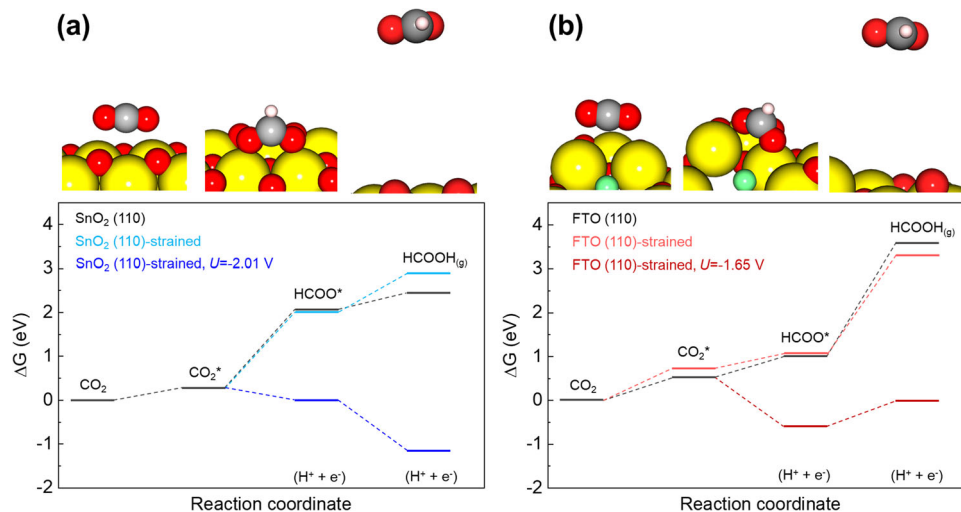 (a)
SnO₂ (110)
SnO₂ (110)-strained
SnO₂ (110)-strained, U=-2.01 V
HCOOH(g)
HCOO*
CO₂*
CO₂
(H⁺ + e⁻)
(H⁺ + e⁻)
4
3
2
1
0
-1
-2
ΔG (eV)
Reaction coordinate
(b)
FTO (110)
FTO (110)-strained
FTO (110)-strained, U=-1.65 V
HCOOH(g)
HCOO*
CO₂*
CO₂
(H⁺ + e⁻)
(H⁺ + e⁻)
4
3
2
1
0
-1
-2
ΔG (eV)
Reaction coordinate